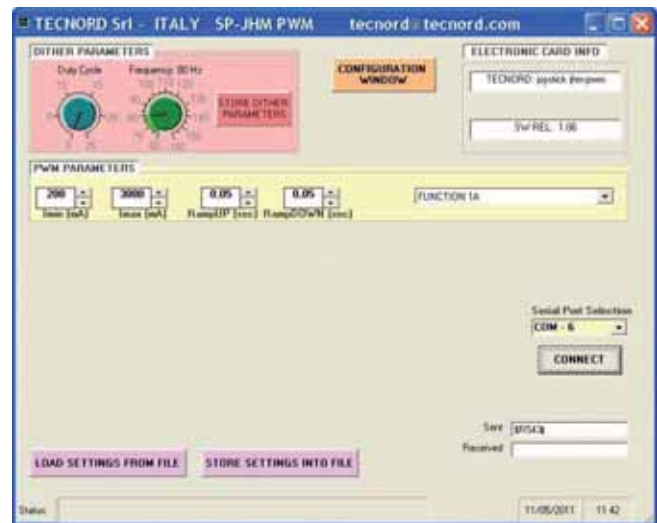 TECNORD Srl - ITALY SP-JHM PWM tecnord tecnord.com
DITHER PARAMETERS
Duty Cycle
Frequency 80 Hz
STORE DITHER PARAMETERS
CONFIGURATION
WINDOW
ELECTRONIC CARD INFO
TECNORD joystick jhm-pwm
SW REL. 1.06
PWM PARAMETERS
200 3000 0.05 0.05
FUNCTION 1A
Imin (mA) Imax (mA) RampUP (sec) RampDOWN (sec)
Serial Port Selection
COM - 6
CONNECT
Sent
Received
LOAD SETTINGS FROM FILE STORE SETTINGS INTO FILE
Status 11/05/2011 11:42